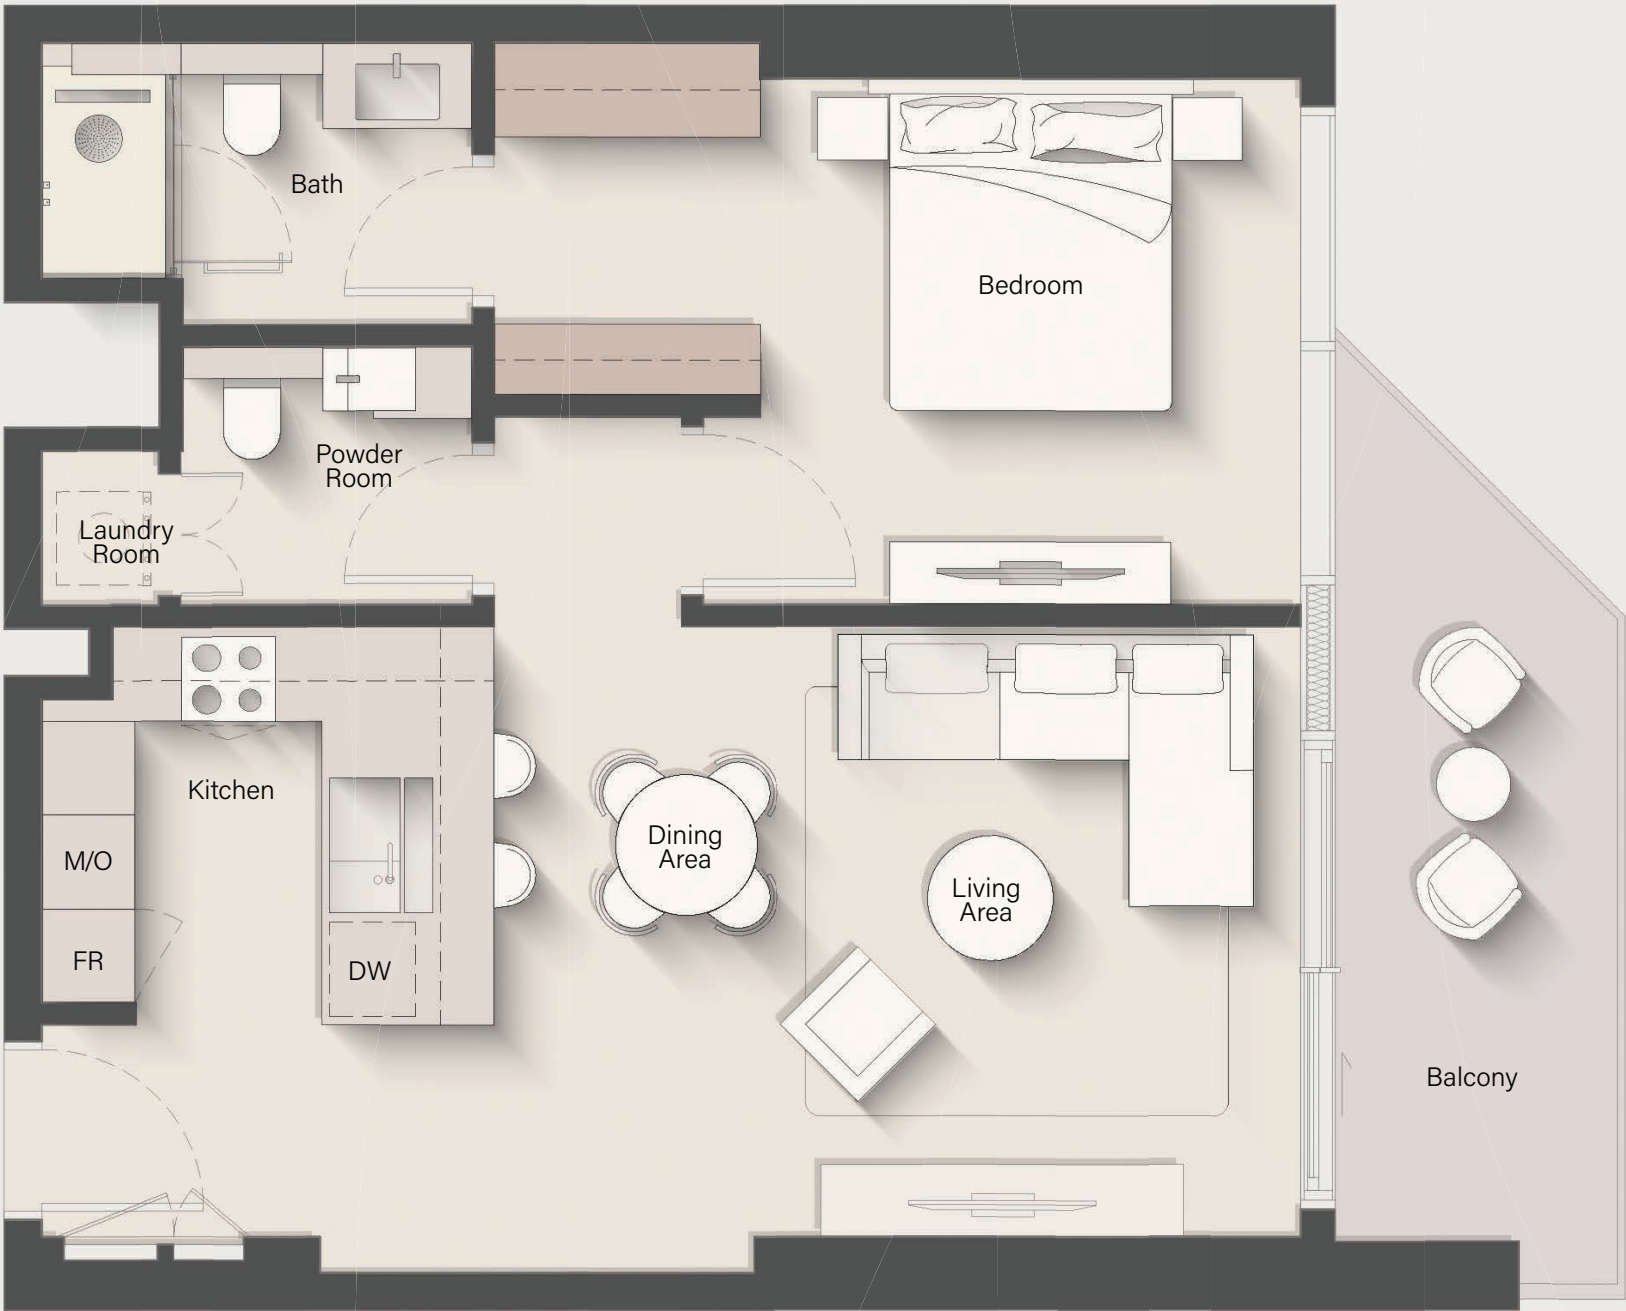 Bath
Bedroom
Powder
Room
Laundry
Room
Kitchen
M/O
FR
DW
Dining
Area
Living
Area
Balcony